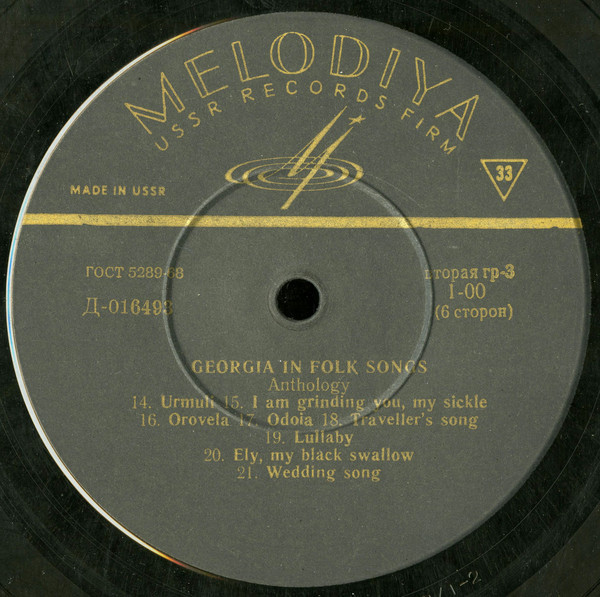 MELODIYA
USSR RECORDS FIRM
33
MADE IN USSR
ГОСТ 5289-68
вторая гр-3
Д-016493
1-00
(6 сторон)
GEORGIA IN FOLK SONGS
Anthology
14. Urmuli 15. I am grinding you, my sickle
16. Orovela 17. Odoia 18. Traveller's song
19. Lullaby
20. Ely, my black swallow
21. Wedding song